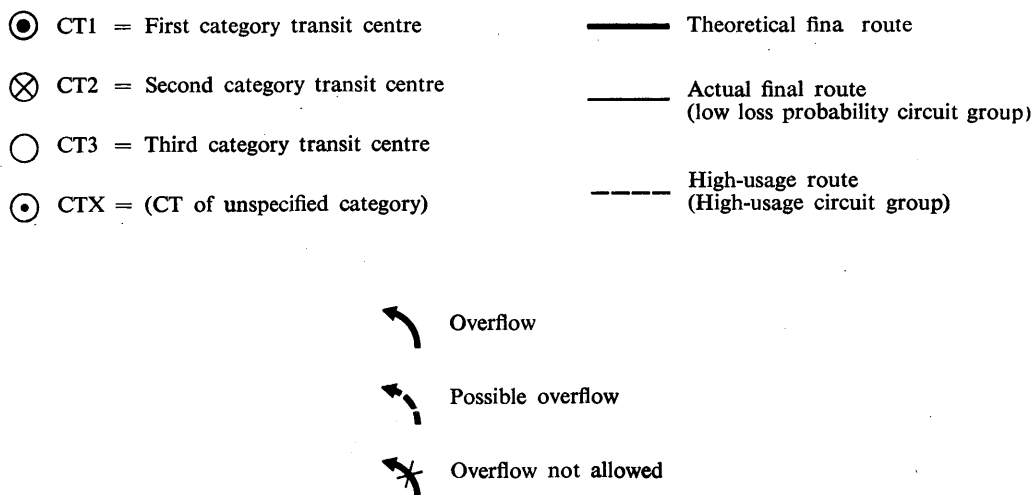 CT1 = First category transit centre
CT2 = Second category transit centre
CT3 = Third category transit centre
CTX = (CT of unspecified category)
Theoretical fina route
Actual final route
(low loss probability circuit group)
High-usage route
(High-usage circuit group)
Overflow
Possible overflow
Overflow not allowed